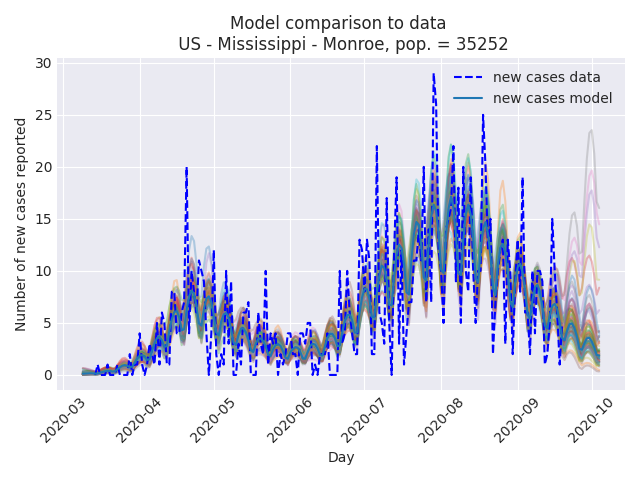 Model comparison to data
US - Mississippi - Monroe, pop. = 35252
new cases data
new cases model
Number of new cases reported
30
25
20
15
10
5
0
2020-03
2020-04
2020-05
2020-06
2020-07
2020-08
2020-09
2020-10
Day